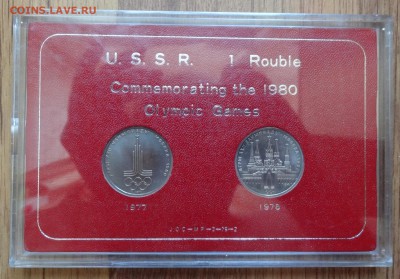 COINS.LAVE.RU
U.S.S.R. 1 Rouble
Commemorating the 1980
Olympic Games
1977 1978